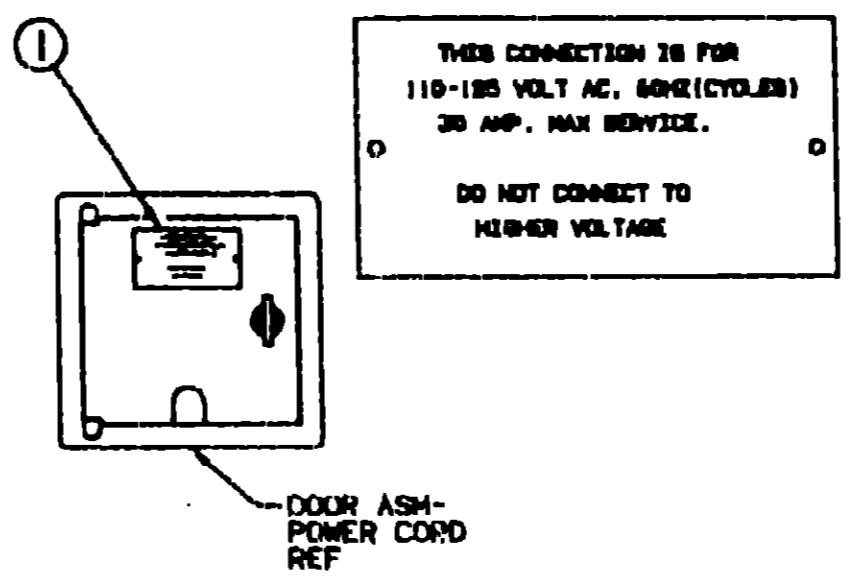 1
THIS CONNECTION IS FOR
110-125 VOLT AC, 60HZ(CYCLES)
30 AMP. MAX SERVICE.
DO NOT CONNECT TO
HIGHER VOLTAGE
DOOR ASM-
POWER CORD
REF